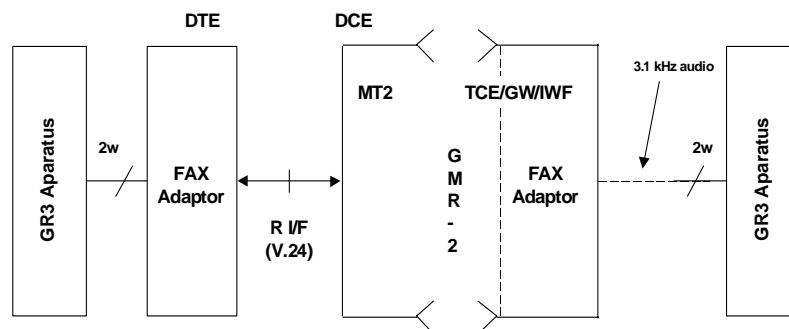 DTE
DCE
3.1 kHz audio
MT2
TCE/GW/IWF
GR3 Aparatus
2w
FAX
Adaptor
R I/F
(V.24)
G
M
R
-
2
FAX
Adaptor
2w
GR3 Apparatus